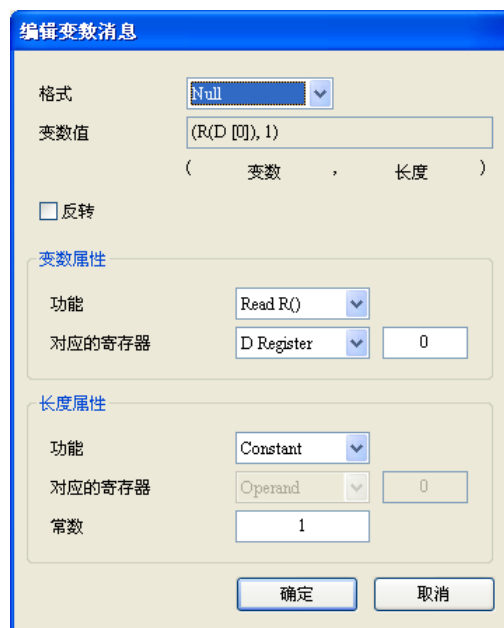 编辑变数消息
格式 Null
变数值 (R(D [0]), 1)
( 变数 , 长度 )
反转
变数属性
功能 Read R()
对应的寄存器 D Register 0
长度属性
功能 Constant
对应的寄存器 Operand 0
常数 1
确定 取消